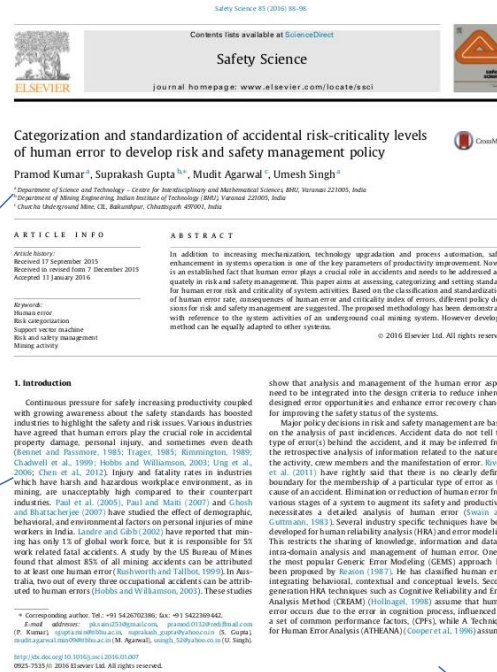 Safety Science 85 (2016) 88–98
Contents lists available at ScienceDirect
Safety Science
journal homepage: www.elsevier.com/locate/ssci
ELSEVIER
Categorization and standardization of accidental risk-criticality levels
of human error to develop risk and safety management policy
CrossM
Pramod Kumar a, Suprakash Gupta b,*, Mudit Agarwal c, Umesh Singh a
a Department of Science and Technology – Centre for Interdisciplinary and Mathematical Sciences, BHU, Varanasi 221005, India
b Department of Mining Engineering, Indian Institute of Technology (BHU), Varanasi 221005, India
c Churcha Underground Mine, CIL, Baikunthpur, Chhattisgarh 497001, India
ARTICLE INFO
Article history:
Received 17 September 2015
Received in revised form 7 December 2015
Accepted 11 January 2016
Keywords:
Human error
Risk categorization
Support vector machine
Risk and safety management
Mining activity
ABSTRACT
In addition to increasing mechanization, technology upgradation and process automation, saf
enhancement in systems operation is one of the key parameters of productivity improvement. Now
is an established fact that human error plays a crucial role in accidents and needs to be addressed a
quately in risk and safety management. This paper aims at assessing, categorizing and setting standa
for human error risk and criticality of system activities. Based on the classification and standardizati
of human error rate, consequences of human error and criticality index of errors, different policy de
sions for risk and safety management are suggested. The proposed methodology has been demonstra
with reference to the system activities of an underground coal mining system. However develop
method can be equally adapted to other systems.
© 2016 Elsevier Ltd. All rights reserv
1. Introduction
Continuous pressure for safely increasing productivity coupled
with growing awareness about the safety standards has boosted
industries to highlight the safety and risk issues. Various industries
have agreed that human errors play the crucial role in accidental
property damage, personal injury, and sometimes even death
(Bennet and Passmore, 1985; Trager, 1985; Rimmington, 1989;
Chadwell et al., 1999; Hobbs and Williamson, 2003; Ung et al.,
2006; Chen et al., 2012). Injury and fatality rates in industries
which have harsh and hazardous workplace environment, as in
mining, are unacceptably high compared to their counterpart
industries. Paul et al. (2005), Paul and Maiti (2007) and Ghosh
and Bhattacherjee (2007) have studied the effect of demographic,
behavioral, and environmental factors on personal injuries of mine
workers in India. Landre and Gibb (2002) have reported that min-
ing has only 1% of global work force, but it is responsible for 5%
work related fatal accidents. A study by the US Bureau of Mines
found that almost 85% of all mining accidents can be attributed
to at least one human error (Rushworth and Tallbot, 1999). In Aus-
tralia, two out of every three occupational accidents can be attrib-
uted to human errors (Hobbs and Williamson, 2003). These studies
show that analysis and management of the human error aspe
need to be integrated into the design criteria to reduce inhere
designed error opportunities and enhance error recovery chan
for improving the safety status of the systems.
Major policy decisions in risk and safety management are bas
on the analysis of past incidences. Accident data do not tell t
type of error(s) behind the accident, and it may be inferred fro
the retrospective analysis of information related to the nature
the activity, crew members and the manifestation of error. Riv
et al. (2011) have rightly said that there is no clearly defin
boundary for the membership of a particular type of error as t
cause of an accident. Elimination or reduction of human error fr
various stages of a system to augment its safety and productiv
necessitates a detailed analysis of human error (Swain a
Guttmann, 1983). Several industry specific techniques have be
developed for human reliability (HRA) and error modeli
This restricts the sharing of knowledge, information and data
intra-domain analysis and management of human error. One
the most popular Generic Error Modeling (GEMS) approach h
been proposed by Reason (1987). He has classified human err
integrating behavioral, contextual and conceptual levels. Seco
generation HRA techniques such as Cognitive Reliability and Er
Analysis Method (CREAM) (Hollnagel, 1998) assume that hum
error occurs due to the error in cognition process, influenced
a set of common performance factors, (CPFs), while A Techniq
for Human Error Analysis (ATHEANA) (Cooper et al., 1996) assum
* Corresponding author. Tel.: +91 5426702386; fax: +91 5422369442.
E-mail addresses:
(P. Kumar),
(S. Gupta),
(M. Agarwal),
(U. Singh).
http://dx.doi.org/10.1016/j.ssci.2016.01.007
0925-7535/© 2016 Elsevier Ltd. All rights reserved.